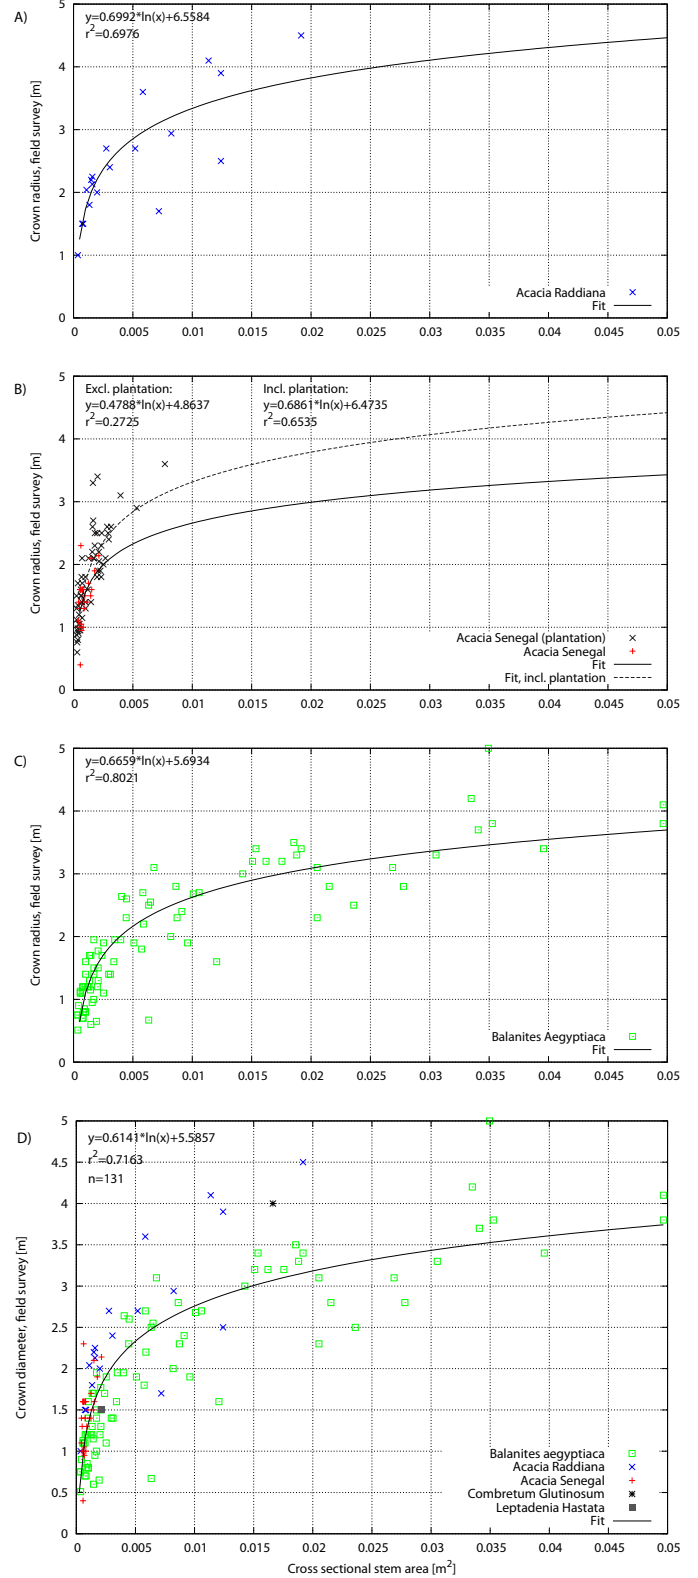 A)
y=0.6992*ln(x)+6.5584
r²=0.6976
5
4
3
2
1
0
Crown radius, field survey [m]
Acacia Raddiana
Fit
0 0.005 0.01 0.015 0.02 0.025 0.03 0.035 0.04 0.045 0.05
B)
Excl. plantation: Incl. plantation:
y=0.4788*ln(x)+4.8637 y=0.6861*ln(x)+6.4735
r²=0.2725 r²=0.6535
5
4
3
2
1
0
Crown radius, field survey [m]
Acacia Senegal (plantation)
Acacia Senegal
Fit
Fit, incl. plantation
0 0.005 0.01 0.015 0.02 0.025 0.03 0.035 0.04 0.045 0.05
C)
y=0.6659*ln(x)+5.6934
r²=0.8021
5
4
3
2
1
0
Crown radius, field survey [m]
Balanites Aegyptiaca
Fit
0 0.005 0.01 0.015 0.02 0.025 0.03 0.035 0.04 0.045 0.05
D)
y=0.6141*ln(x)+5.5857
r²=0.7163
n=131
5
4.5
4
3.5
3
2.5
2
1.5
1
0.5
0
Crown diameter, field survey [m]
Balanites aegyptiaca
Acacia Raddiana
Acacia Senegal
Combretum Glutinosum
Leptadenia Hastata
Fit
0 0.005 0.01 0.015 0.02 0.025 0.03 0.035 0.04 0.045 0.05
Cross sectional stem area [m²]